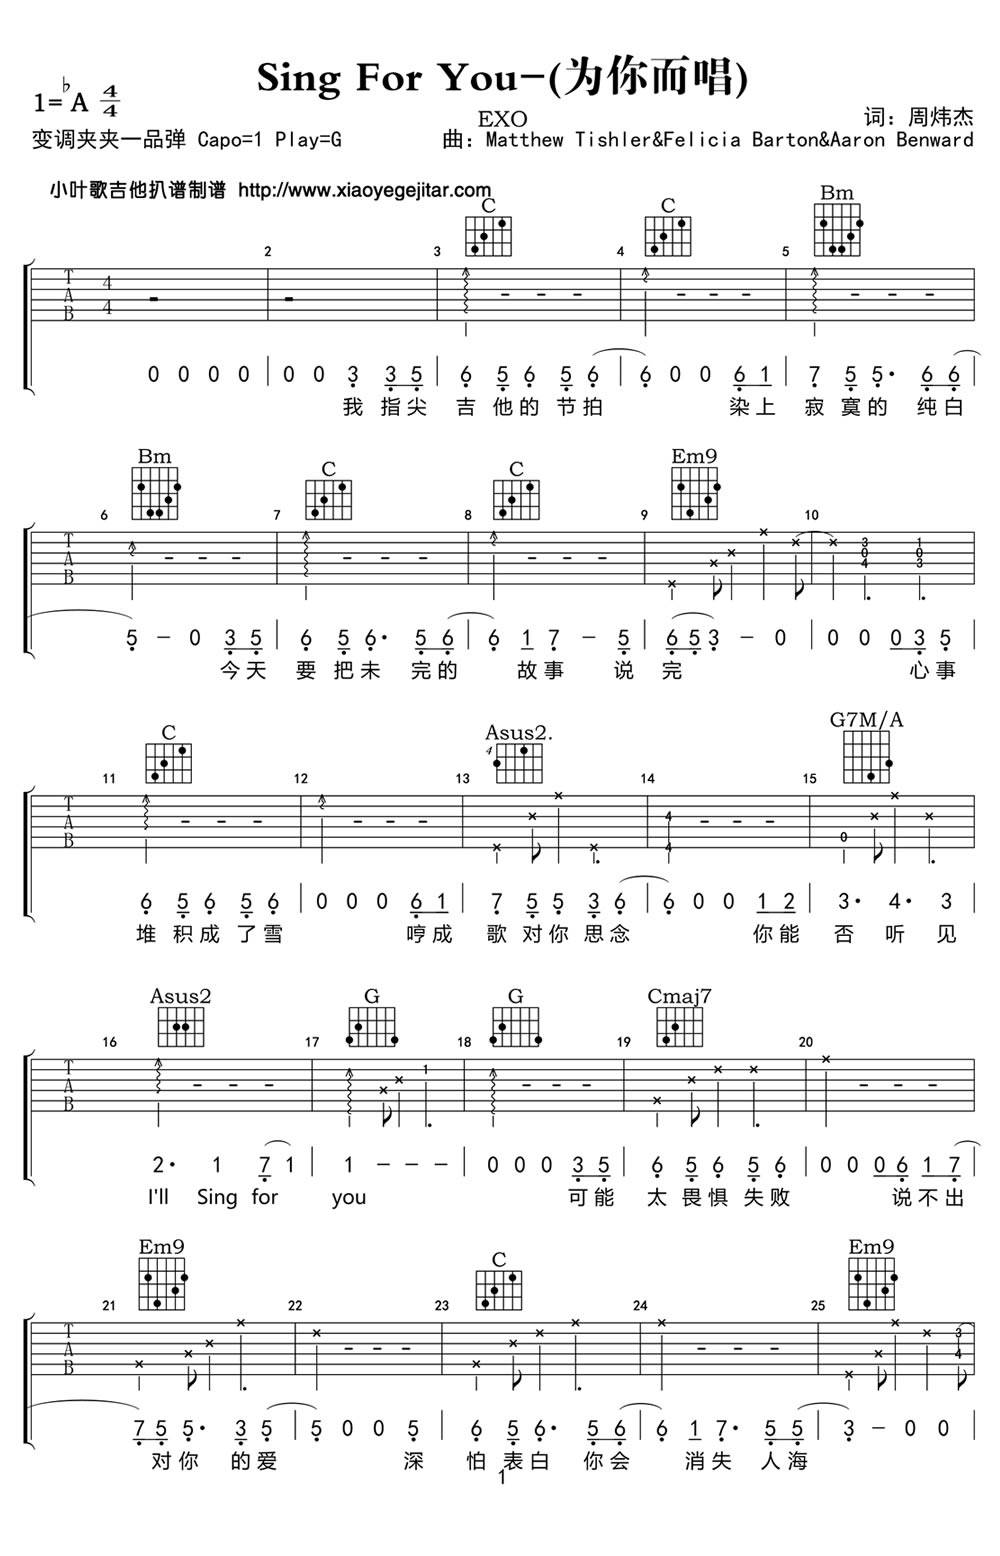 Sing For You-(为你而唱)
1=♭A 4/4
EXO
词：周炜杰
变调夹夹一品弹 Capo=1 Play=G
曲：Matthew Tishler&Felicia Barton&Aaron Benward
小叶歌吉他扒谱制谱 http://www.xiaoyegejitar.com
C C Bm
2 3 4 5
T A B 4 4
0 0 0 0 | 0 0 3 3 5 | 6 5 6 5 6 | 6 0 0 6 1 | 7 5 5· 6 6
我 指尖 吉 他的 节拍 染上 寂 寞的 纯白
Bm C C Em9
6 7 8 9 10
T A B 3 0 4 1 0 3
5 – 0 3 5 | 6 5 6· 5 6 | 6 1 7 – 5 | 6 5 3 – 0 | 0 0 0 3 5
今天 要 把未 完的 故事 说 完 心事
C Asus2. G7M/A
4
11 12 13 14 15
T A B 4 4 0
6 5 6 5 6 | 0 0 0 6 1 | 7 5 5 3 6 | 6 0 0 1 2 | 3· 4· 3
堆 积成 了雪 哼成 歌 对你 思念 你能 否 听 见
Asus2 G G Cmaj7
16 17 18 19 20
T A B 1
2· 1 7 1 | 1 – – – | 0 0 0 3 5 | 6 5 6 5 6 | 0 0 0 6 1 7
I'll Sing for you 可能 太 畏惧 失败 说不出
Em9 C Em9
21 22 23 24 25
T A B 3 4
7 5 5· 3 5 | 5 0 0 5 | 6 5 6· 5 6 | 6 1 7· 5 5 | 3 – 0 0
对你 的爱 深 怕 表白 你会 消失 人海
1